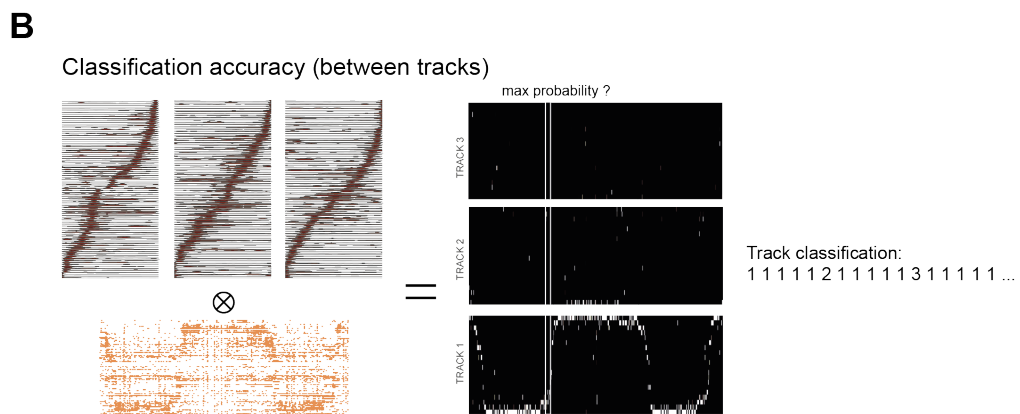 B
Classification accuracy (between tracks)
max probability ?
TRACK 3
TRACK 2
TRACK 1
⊗
=
Track classification:
1 1 1 1 1 2 1 1 1 1 1 3 1 1 1 1 1 ...